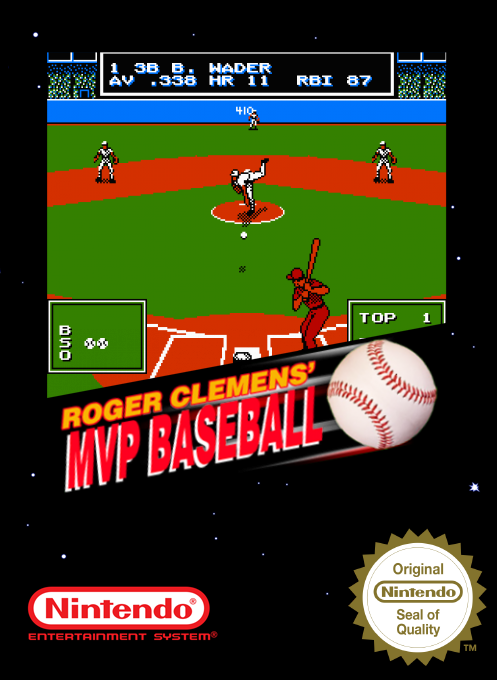 1 3B B. WADER
AV .338 HR 11 RBI 87
410
TOP 1
B
S
O
ROGER CLEMENS'
MVP BASEBALL
Original
Nintendo
Seal of
Quality
TM
Nintendo®
ENTERTAINMENT SYSTEM®